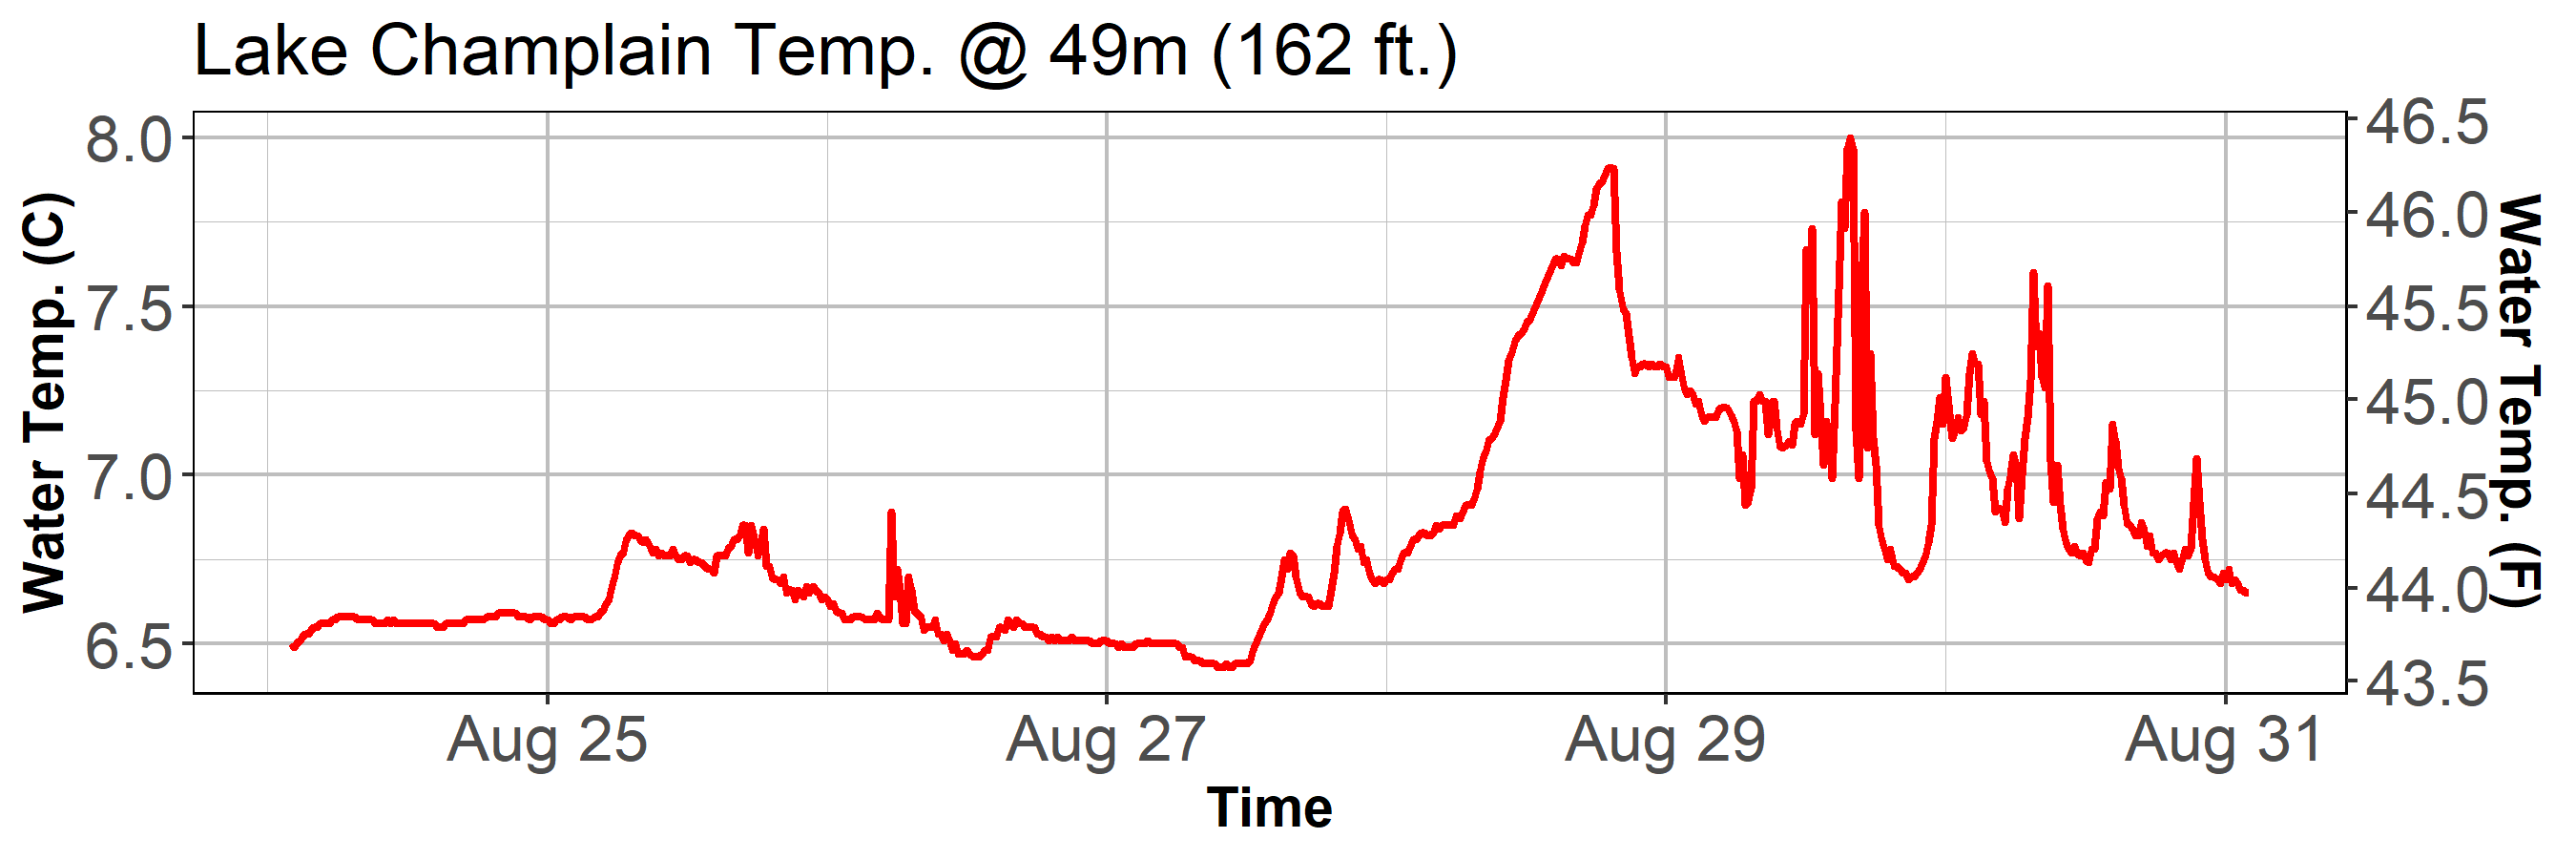 Lake Champlain Temp. @ 49m (162 ft.)
Water Temp. (C)
8.0
7.5
7.0
6.5
46.5
46.0
45.5
45.0
44.5
44.0
43.5
Water Temp. (F)
Aug 25 Aug 27 Aug 29 Aug 31
Time